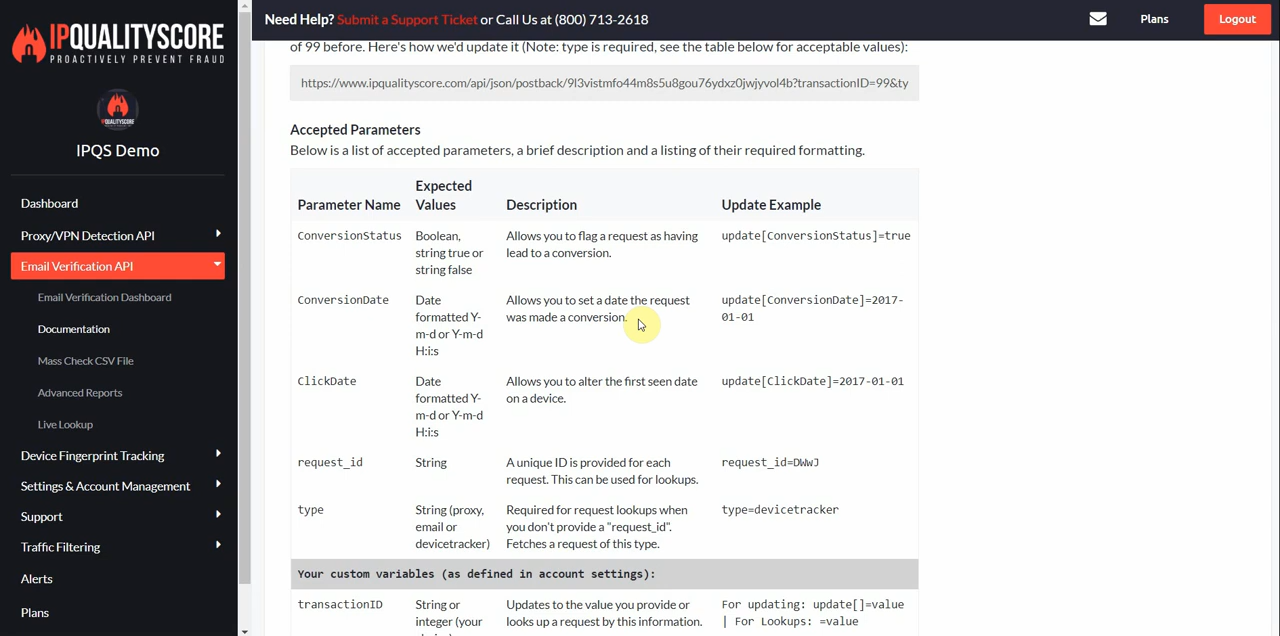 IPQUALITYSCORE
PROACTIVELY PREVENT FRAUD
IPQUALITYSCORE
IPQS Demo
Dashboard
Proxy/VPN Detection API
Email Verification API
Email Verification Dashboard
Documentation
Mass Check CSV File
Advanced Reports
Live Lookup
Device Fingerprint Tracking
Settings & Account Management
Support
Traffic Filtering
Alerts
Plans
Need Help? Submit a Support Ticket or Call Us at (800) 713-2618
Plans
Logout
of 99 before. Here's how we'd update it (Note: type is required, see the table below for acceptable values):
https://www.ipqualityscore.com/api/json/postback/9l3vistmfo44m8s5u8gou76ydxz0jwjyvol4b?transactionID=99&ty
Accepted Parameters
Below is a list of accepted parameters, a brief description and a listing of their required formatting.
Parameter Name
Expected
Values
Description
Update Example
ConversionStatus
Boolean,
string true or
string false
Allows you to flag a request as having
lead to a conversion.
update[ConversionStatus]=true
ConversionDate
Date
formatted Y-
m-d or Y-m-d
H:i:s
Allows you to set a date the request
was made a conversion.
update[ConversionDate]=2017-
01-01
ClickDate
Date
formatted Y-
m-d or Y-m-d
H:i:s
Allows you to alter the first seen date
on a device.
update[ClickDate]=2017-01-01
request_id
String
A unique ID is provided for each
request. This can be used for lookups.
request_id=DWwJ
type
String (proxy,
email or
devicetracker)
Required for request lookups when
you don't provide a "request_id".
Fetches a request of this type.
type=devicetracker
Your custom variables (as defined in account settings):
transactionID
String or
integer (your
Updates to the value you provide or
looks up a request by this information.
For updating: update[]=value
| For Lookups: =value